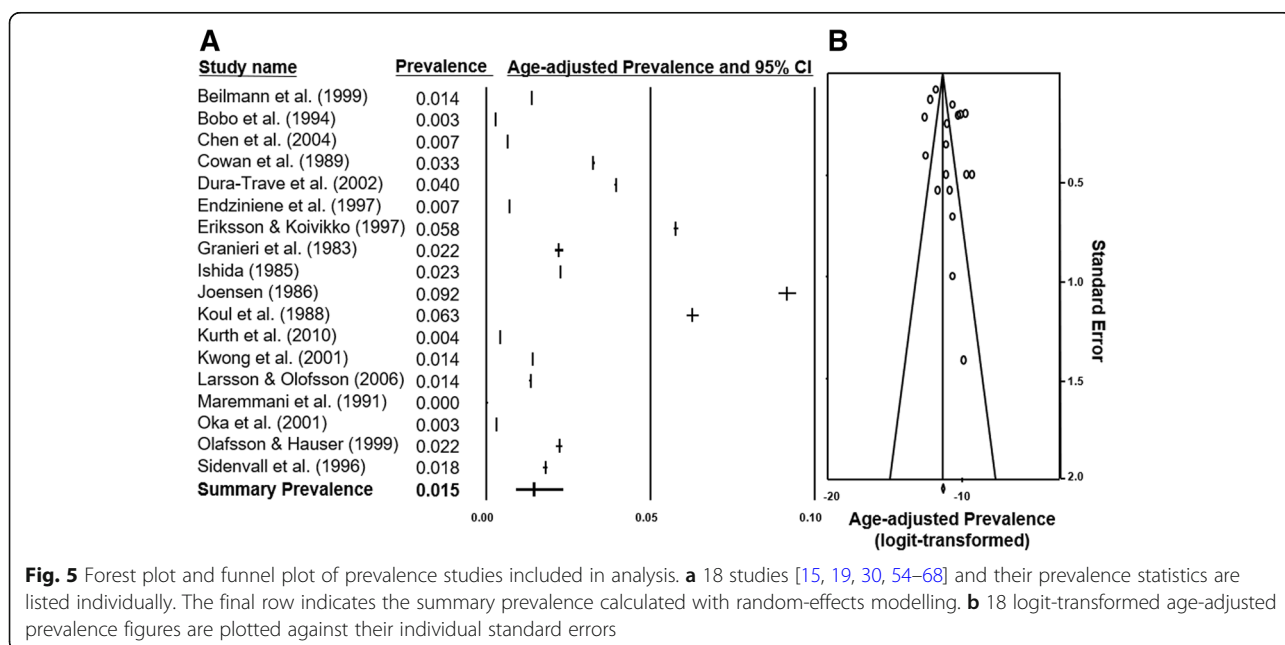 A
B
Study name Prevalence Age-adjusted Prevalence and 95% CI
Beilmann et al. (1999) 0.014
Bobo et al. (1994) 0.003
Chen et al. (2004) 0.007
Cowan et al. (1989) 0.033
Dura-Trave et al. (2002) 0.040
Endziniene et al. (1997) 0.007
Eriksson & Koivikko (1997) 0.058
Granieri et al. (1983) 0.022
Ishida (1985) 0.023
Joensen (1986) 0.092
Koul et al. (1988) 0.063
Kurth et al. (2010) 0.004
Kwong et al. (2001) 0.014
Larsson & Olofsson (2006) 0.014
Maremmani et al. (1991) 0.000
Oka et al. (2001) 0.003
Olafsson & Hauser (1999) 0.022
Sidenvall et al. (1996) 0.018
Summary Prevalence 0.015
0.00 0.05 0.10
0.5
1.0
1.5
2.0
Standard Error
-20 -10
Age-adjusted Prevalence
(logit-transformed)
Fig. 5 Forest plot and funnel plot of prevalence studies included in analysis. a 18 studies [15, 19, 30, 54–68] and their prevalence statistics are
listed individually. The final row indicates the summary prevalence calculated with random-effects modelling. b 18 logit-transformed age-adjusted
prevalence figures are plotted against their individual standard errors